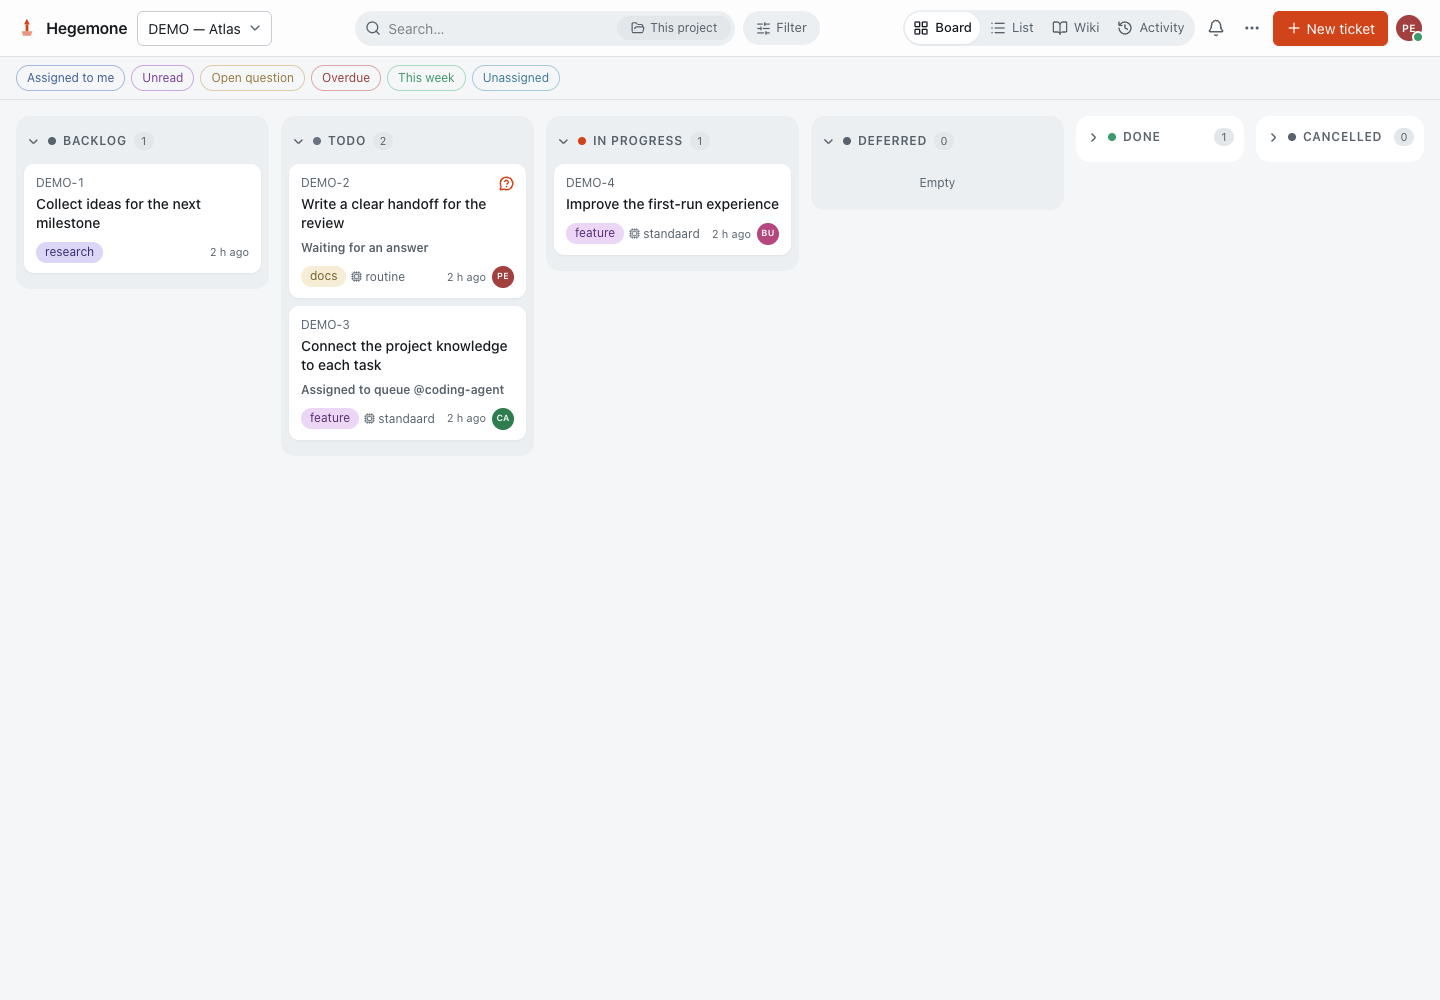 Hegemone
DEMO — Atlas
Search...
This project
Filter
Board
List
Wiki
Activity
New ticket
PE
Assigned to me
Unread
Open question
Overdue
This week
Unassigned
BACKLOG 1
DEMO-1
Collect ideas for the next
milestone
research
2 h ago
TODO 2
DEMO-2
Write a clear handoff for the
review
Waiting for an answer
docs
routine
2 h ago
PE
DEMO-3
Connect the project knowledge
to each task
Assigned to queue @coding-agent
feature
standaard
2 h ago
CA
IN PROGRESS 1
DEMO-4
Improve the first-run experience
feature
standaard
2 h ago
BU
DEFERRED 0
Empty
DONE 1
CANCELLED 0